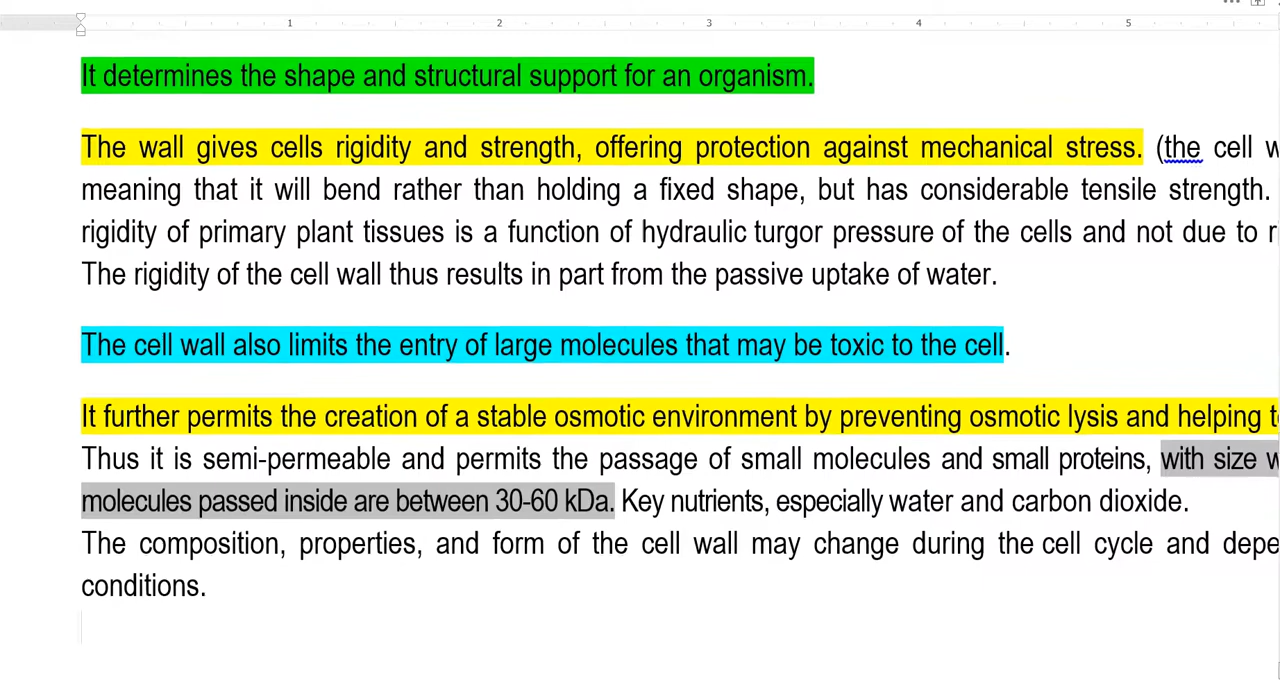 1 2 3 4 5
It determines the shape and structural support for an organism.
The wall gives cells rigidity and strength, offering protection against mechanical stress. (the cell
meaning that it will bend rather than holding a fixed shape, but has considerable tensile strength.
rigidity of primary plant tissues is a function of hydraulic turgor pressure of the cells and not due to
The rigidity of the cell wall thus results in part from the passive uptake of water.
The cell wall also limits the entry of large molecules that may be toxic to the cell.
It further permits the creation of a stable osmotic environment by preventing osmotic lysis and helping
Thus it is semi-permeable and permits the passage of small molecules and small proteins, with size
molecules passed inside are between 30-60 kDa. Key nutrients, especially water and carbon dioxide.
The composition, properties, and form of the cell wall may change during the cell cycle and
conditions.